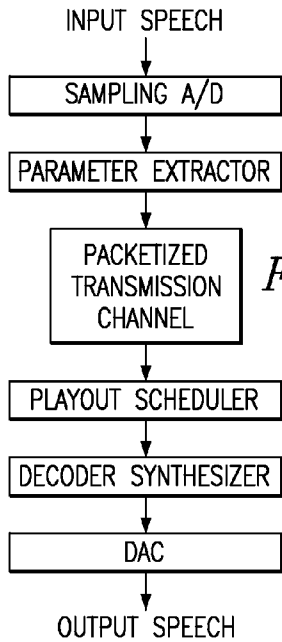 INPUT SPEECH
SAMPLING A/D
PARAMETER EXTRACTOR
PACKETIZED
TRANSMISSION
CHANNEL
PLAYOUT SCHEDULER
DECODER SYNTHESIZER
DAC
OUTPUT SPEECH